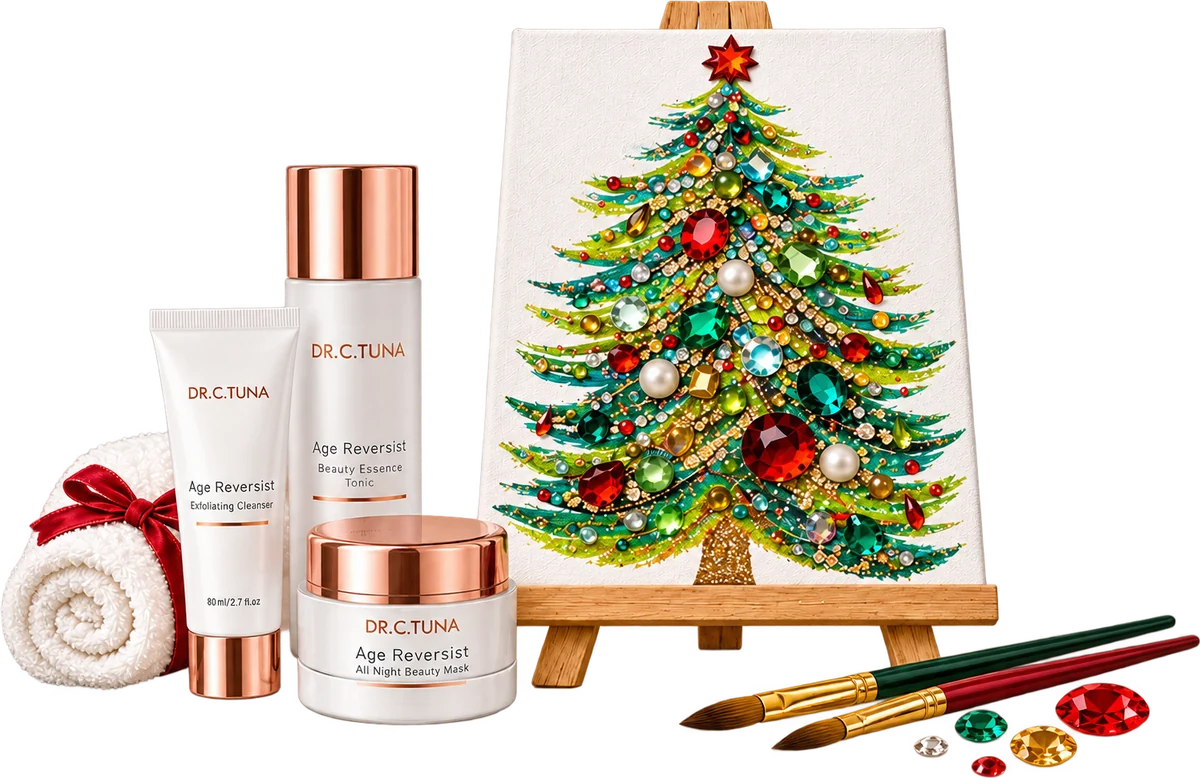 DR.C.TUNA
Age Reversist
Exfoliating Cleanser
80 ml/2.7 fl.oz
DR.C.TUNA
Age Reversist
Beauty Essence
Tonic
DR.C.TUNA
Age Reversist
All Night Beauty Mask